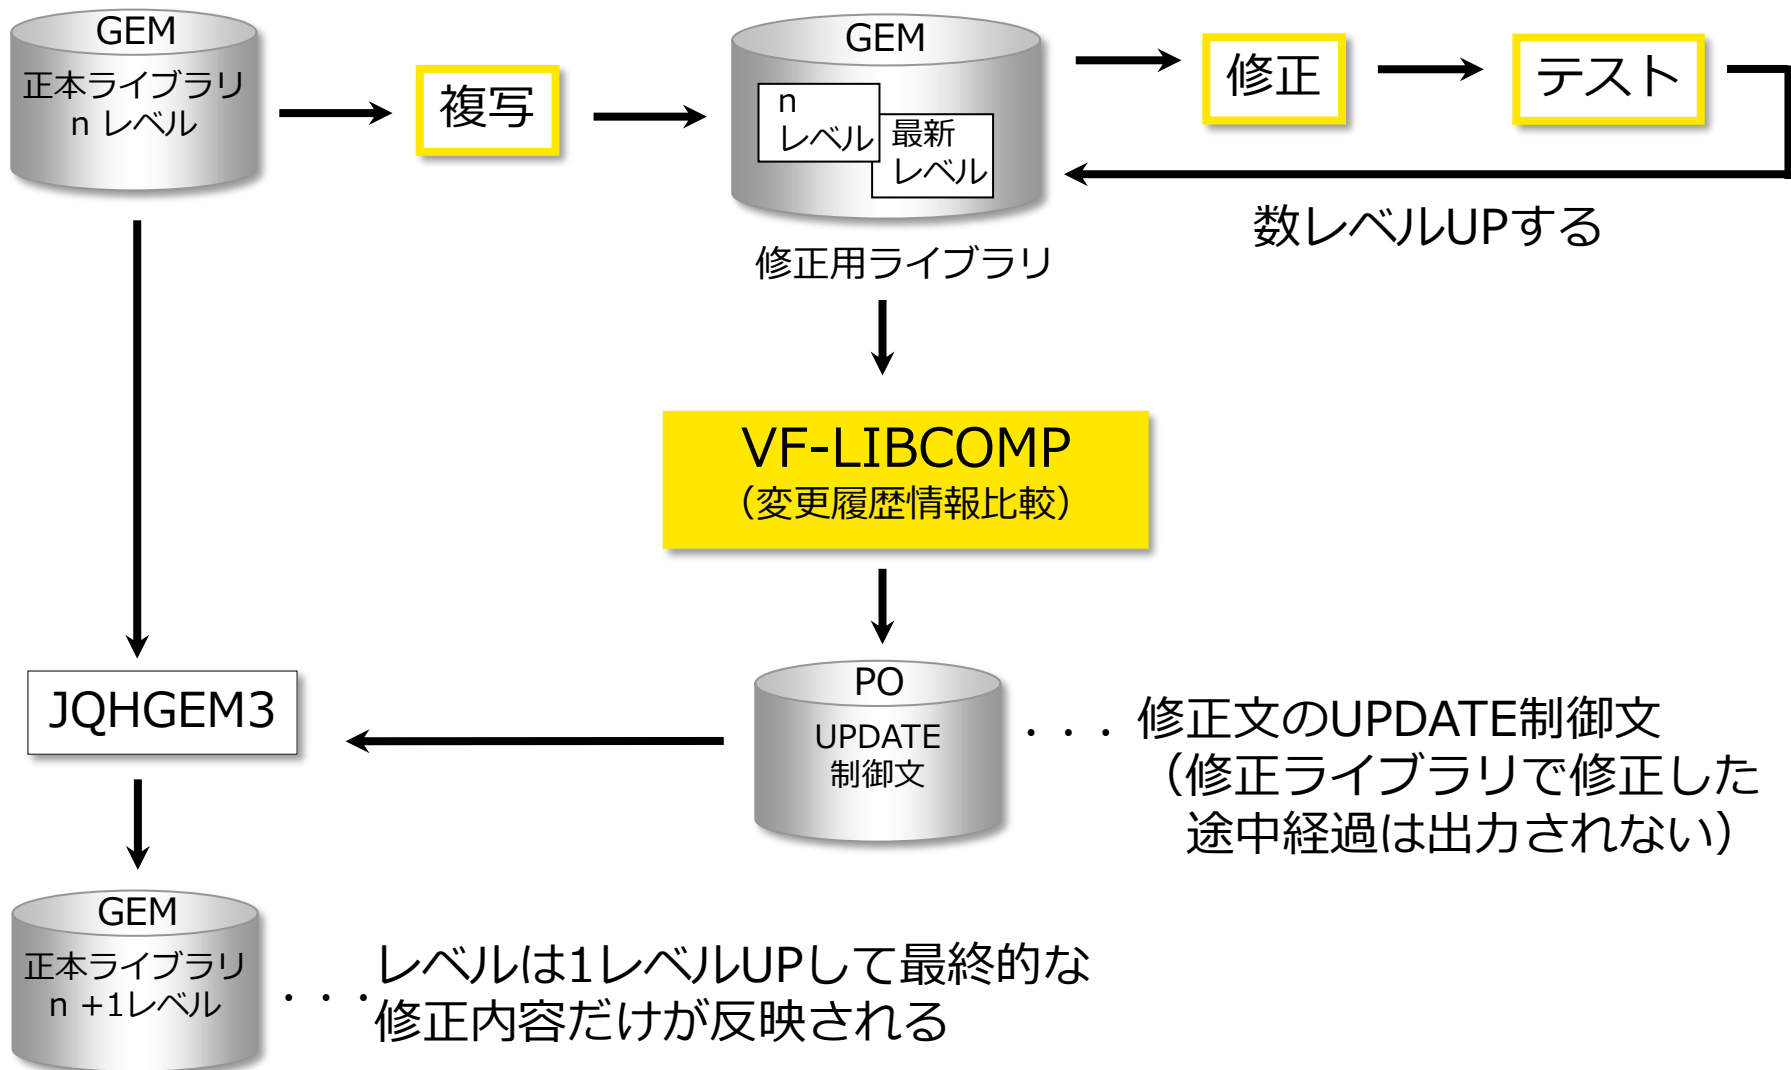 GEM
正本ライブラリ
n レベル
複写
GEM
n
レベル
最新
レベル
修正用ライブラリ
修正
テスト
数レベルUPする
VF-LIBCOMP
（変更履歴情報比較）
JQHGEM3
PO
UPDATE
制御文
・・・修正文のUPDATE制御文
（修正ライブラリで修正した
途中経過は出力されない）
GEM
正本ライブラリ
n +1レベル
・・・レベルは1レベルUPして最終的な
修正内容だけが反映される